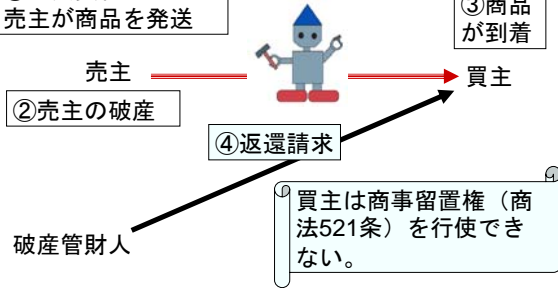 売主が商品を発送
③商品
が到着
売主
買主
②売主の破産
④返還請求
買主は商事留置権（商
法521条）を行使でき
ない。
破産管財人